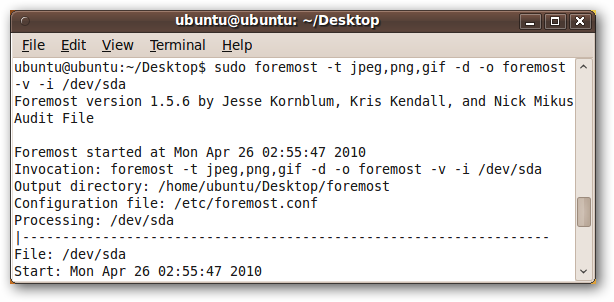 ubuntu@ubuntu: ~/Desktop
File Edit View Terminal Help
ubuntu@ubuntu:~/Desktop$ sudo foremost -t jpeg,png,gif -d -o foremost
-v -i /dev/sda
Foremost version 1.5.6 by Jesse Kornblum, Kris Kendall, and Nick Mikus
Audit File

Foremost started at Mon Apr 26 02:55:47 2010
Invocation: foremost -t jpeg,png,gif -d -o foremost -v -i /dev/sda
Output directory: /home/ubuntu/Desktop/foremost
Configuration file: /etc/foremost.conf
Processing: /dev/sda
|------------------------------------------------------------------
File: /dev/sda
Start: Mon Apr 26 02:55:47 2010